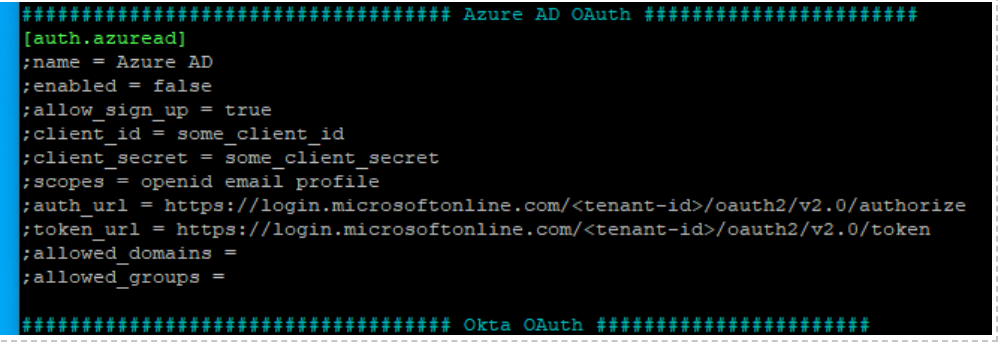 #################################### Azure AD OAuth #######################
[auth.azuread]
;name = Azure AD
;enabled = false
;allow_sign_up = true
;client_id = some_client_id
;client_secret = some_client_secret
;scopes = openid email profile
;auth_url = https://login.microsoftonline.com/<tenant-id>/oauth2/v2.0/authorize
;token_url = https://login.microsoftonline.com/<tenant-id>/oauth2/v2.0/token
;allowed_domains =
;allowed_groups =
#################################### Okta OAuth #######################